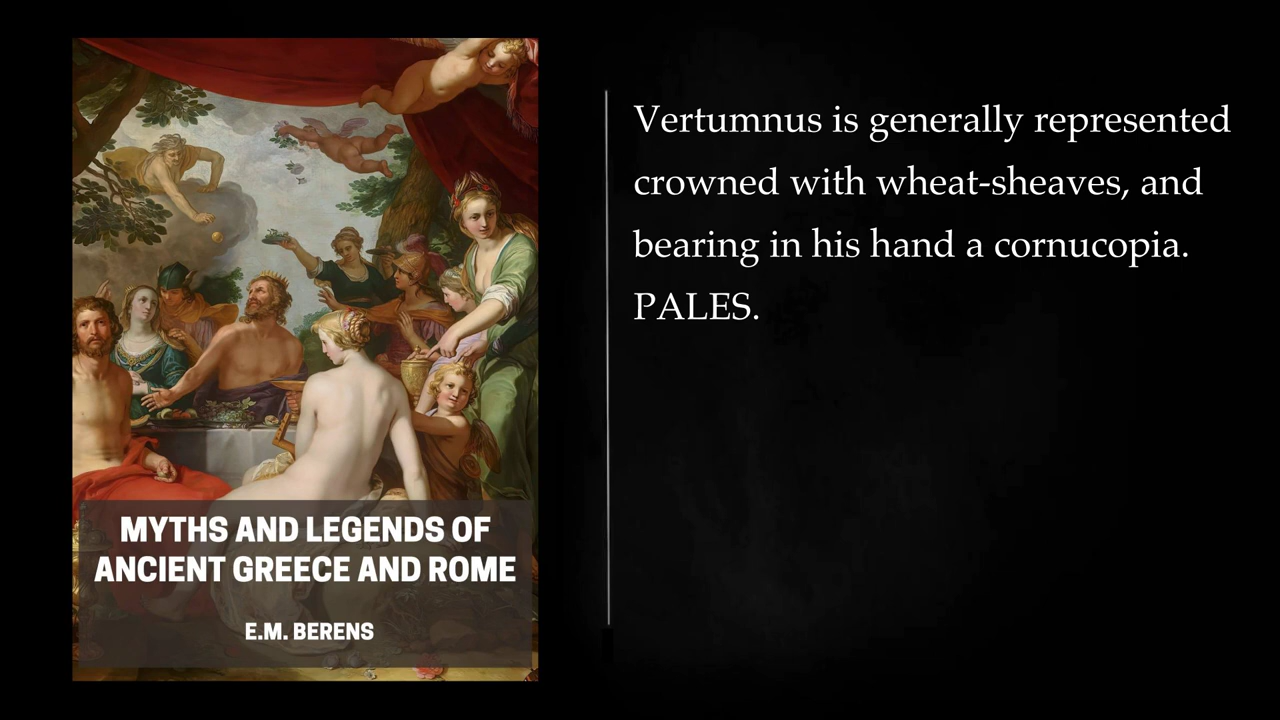 MYTHS AND LEGENDS OF
ANCIENT GREECE AND ROME
E.M. BERENS
Vertumnus is generally represented
crowned with wheat-sheaves, and
bearing in his hand a cornucopia.
PALES.